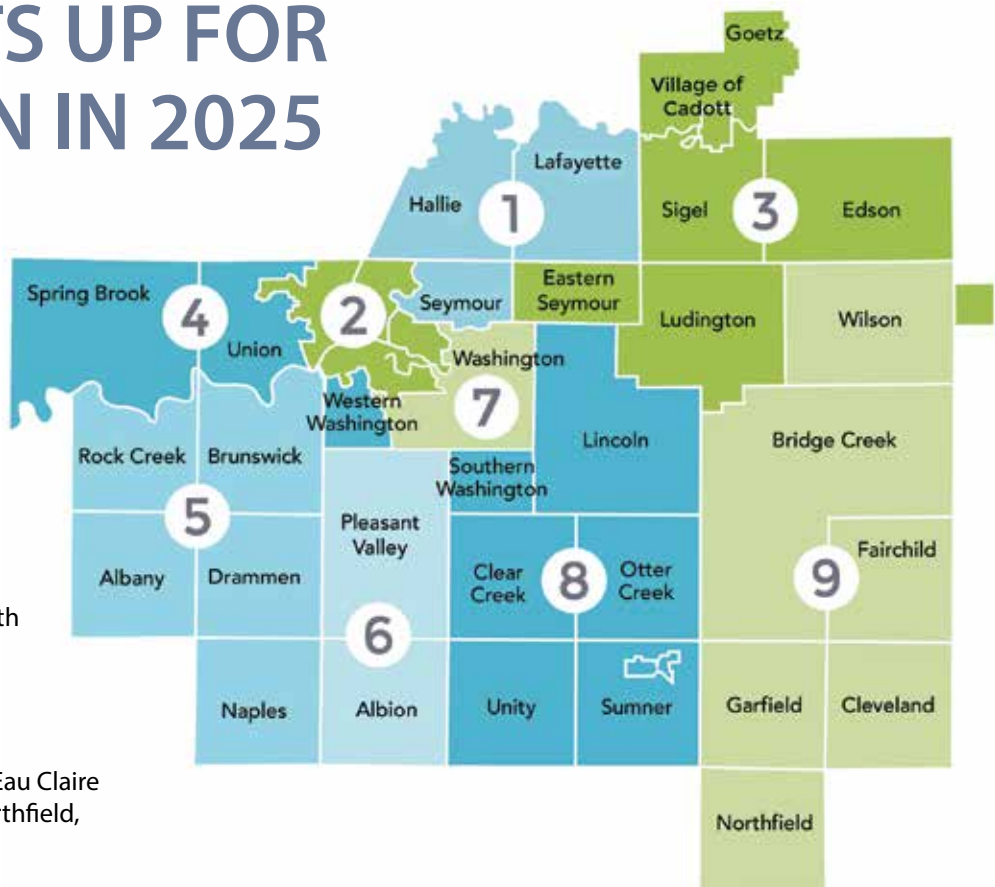 TS UP FOR
N IN 2025
Goetz
Village of
Cadott
Lafayette
Hallie
1
Sigel
3
Edson
Spring Brook
4
Union
2
Seymour
Eastern
Seymour
Ludington
Wilson
Washington
Western
Washington
7
Lincoln
Bridge Creek
Rock Creek
Brunswick
Southern
Washington
5
Pleasant
Valley
Fairchild
Albany
Drammen
Clear
Creek
8
Otter
Creek
9
th
6
Naples
Albion
Unity
Sumner
Garfield
Cleveland
Eau Claire
rthfield,
Northfield